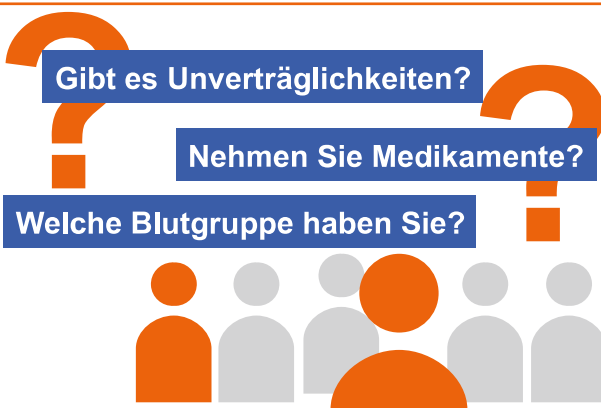 Gibt es Unverträglichkeiten?
Nehmen Sie Medikamente?
Welche Blutgruppe haben Sie?